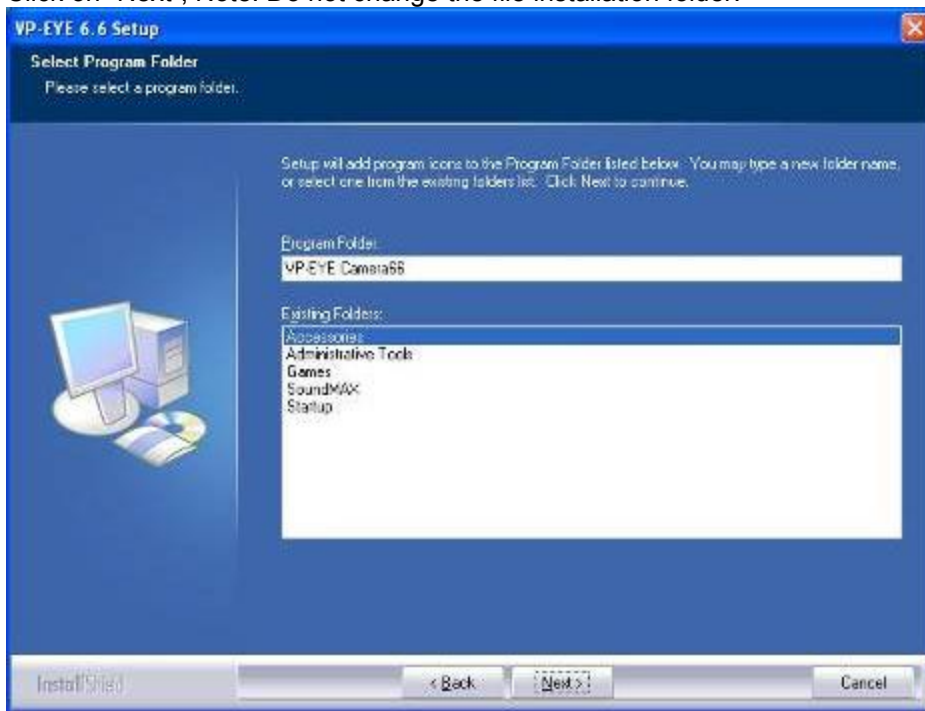 Click on "Next", Note: Do not change the file installation folder.
VP-EYE 6.6 Setup
Select Program Folder
Please select a program folder.
Setup will add program icons to the Program Folder listed below. You may type a new folder name,
or select one from the existing folders list. Click Next to continue.
Program Folder:
VP-EYE Camera66
Existing Folders:
Accessories
Administrative Tools
Games
SoundMAX
Startup
InstallShield
< Back
Next >
Cancel